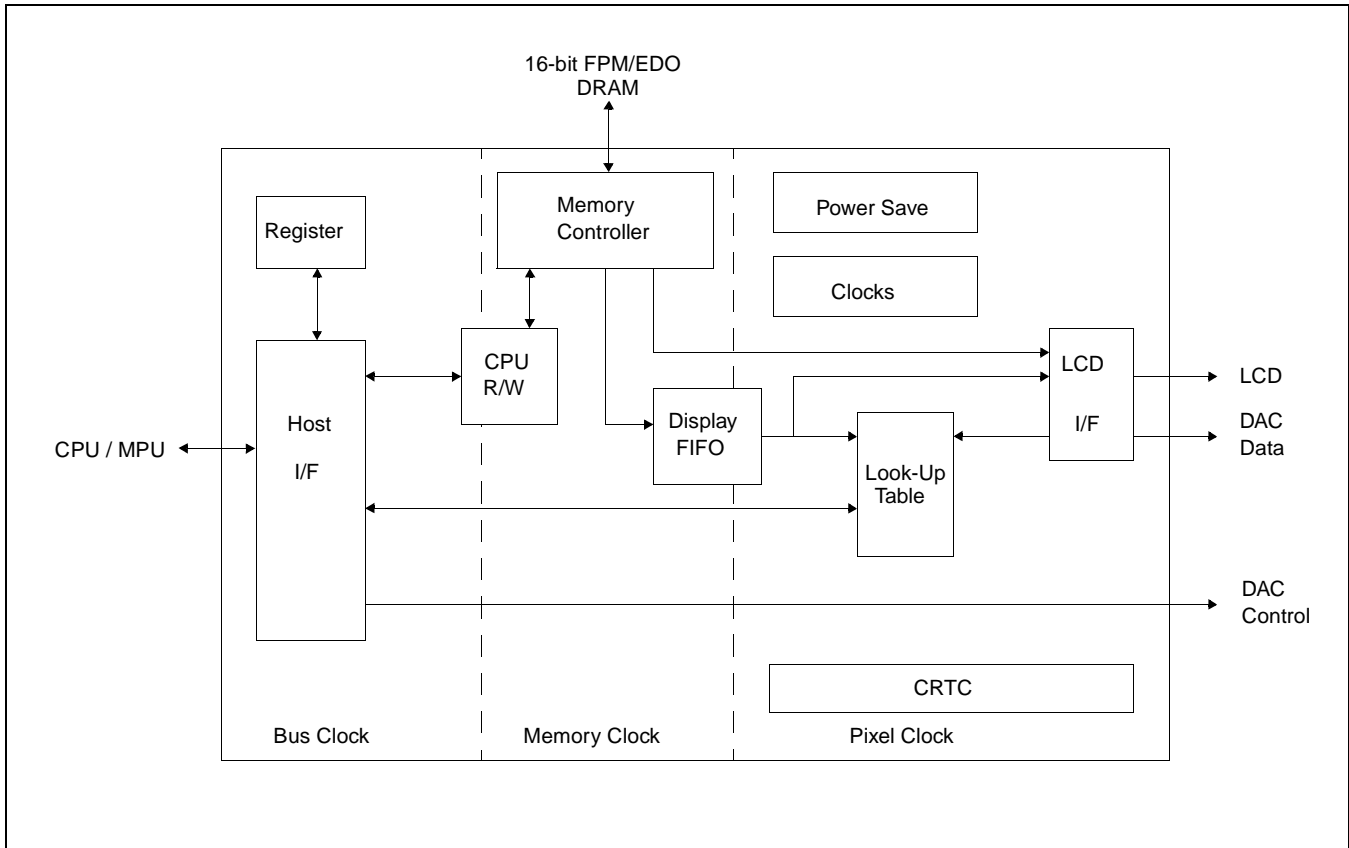 16-bit FPM/EDO
DRAM
Register
Memory
Controller
Power Save
Clocks
CPU
R/W
LCD
I/F
LCD
Host
I/F
Display
FIFO
Look-Up
Table
DAC
Data
CPU / MPU
DAC
Control
CRTC
Bus Clock
Memory Clock
Pixel Clock